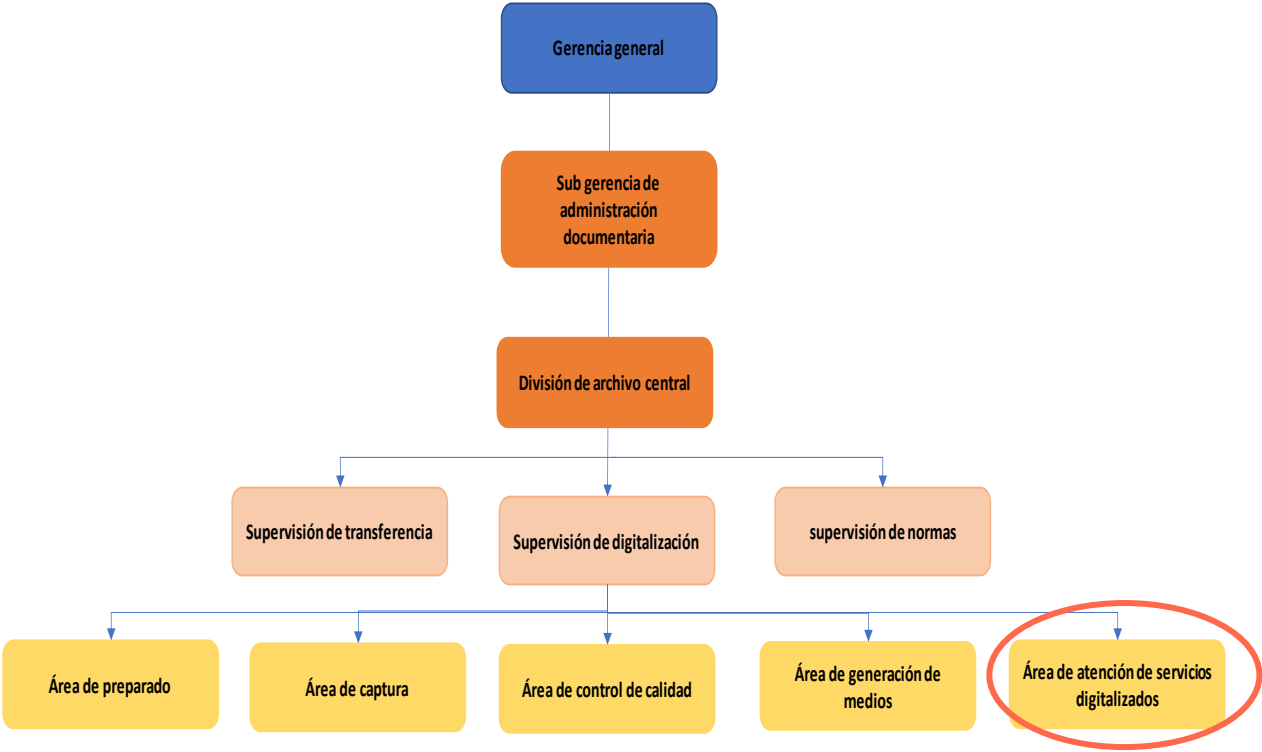 Gerencia general
Sub gerencia de
administración
documentaria
División de archivo central
Supervisión de transferencia
Supervisión de digitalización
supervisión de normas
Área de preparado
Área de captura
Área de control de calidad
Área de generación de
medios
Área de atención de servicios
digitalizados